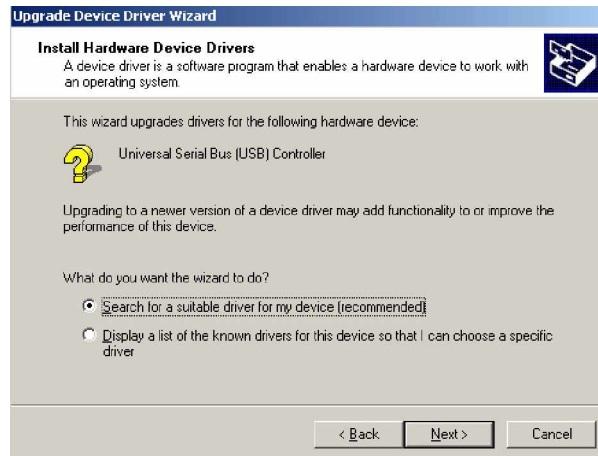 Upgrade Device Driver Wizard
Install Hardware Device Drivers
A device driver is a software program that enables a hardware device to work with
an operating system.
This wizard upgrades drivers for the following hardware device:
Universal Serial Bus (USB) Controller
Upgrading to a newer version of a device driver may add functionality to or improve the
performance of this device.
What do you want the wizard to do?
Search for a suitable driver for my device (recommended)
Display a list of the known drivers for this device so that I can choose a specific
driver
< Back
Next >
Cancel